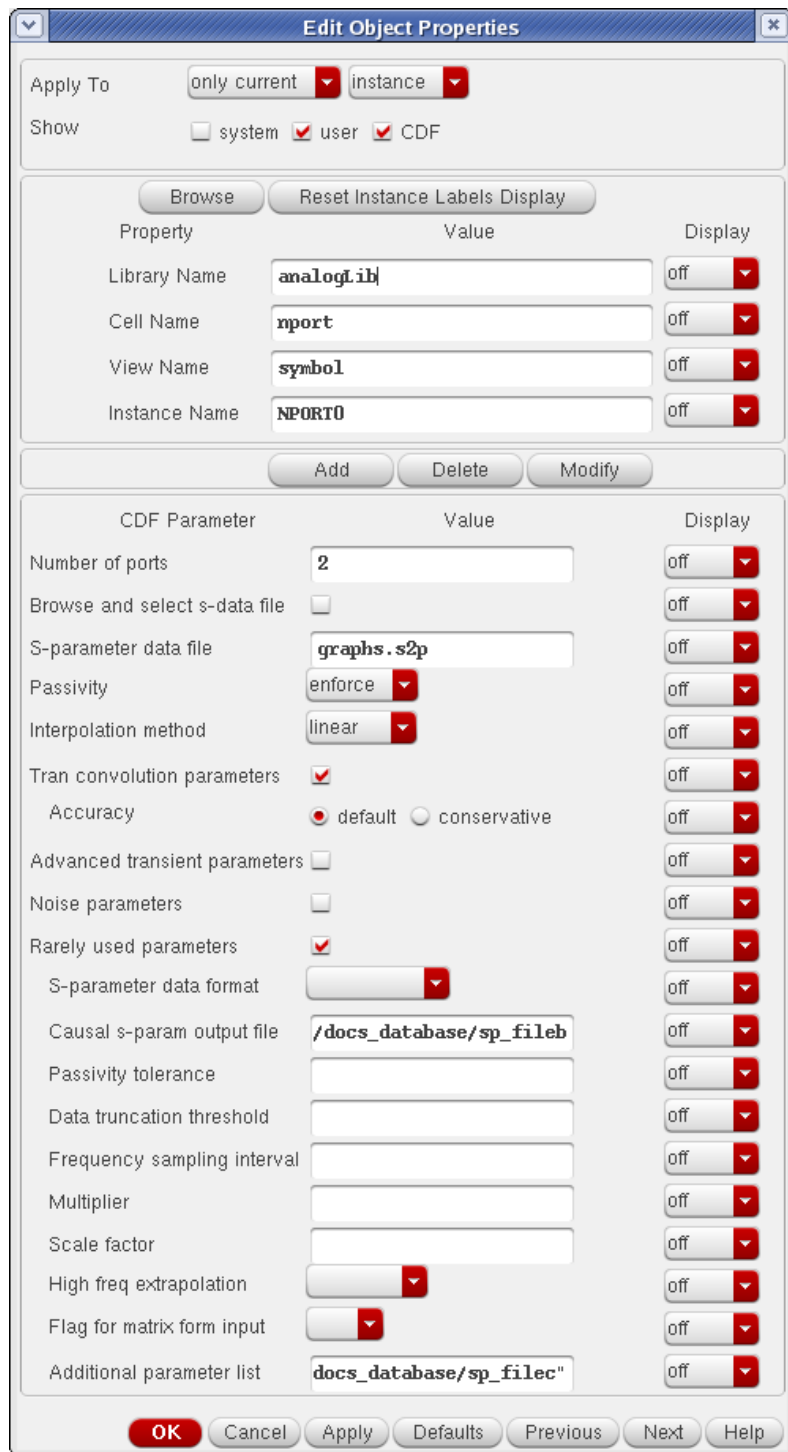 Edit Object Properties
Apply To only current instance
Show system user CDF
Browse Reset Instance Labels Display
Property Value Display
Library Name analogLib off
Cell Name nport off
View Name symbol off
Instance Name NPORT0 off
Add Delete Modify
CDF Parameter Value Display
Number of ports 2 off
Browse and select s-data file off
S-parameter data file graphs.s2p off
Passivity enforce off
Interpolation method linear off
Tran convolution parameters off
Accuracy default conservative off
Advanced transient parameters off
Noise parameters off
Rarely used parameters off
S-parameter data format off
Causal s-param output file /docs_database/sp_fileb off
Passivity tolerance off
Data truncation threshold off
Frequency sampling interval off
Multiplier off
Scale factor off
High freq extrapolation off
Flag for matrix form input off
Additional parameter list docs_database/sp_filec" off
OK Cancel Apply Defaults Previous Next Help